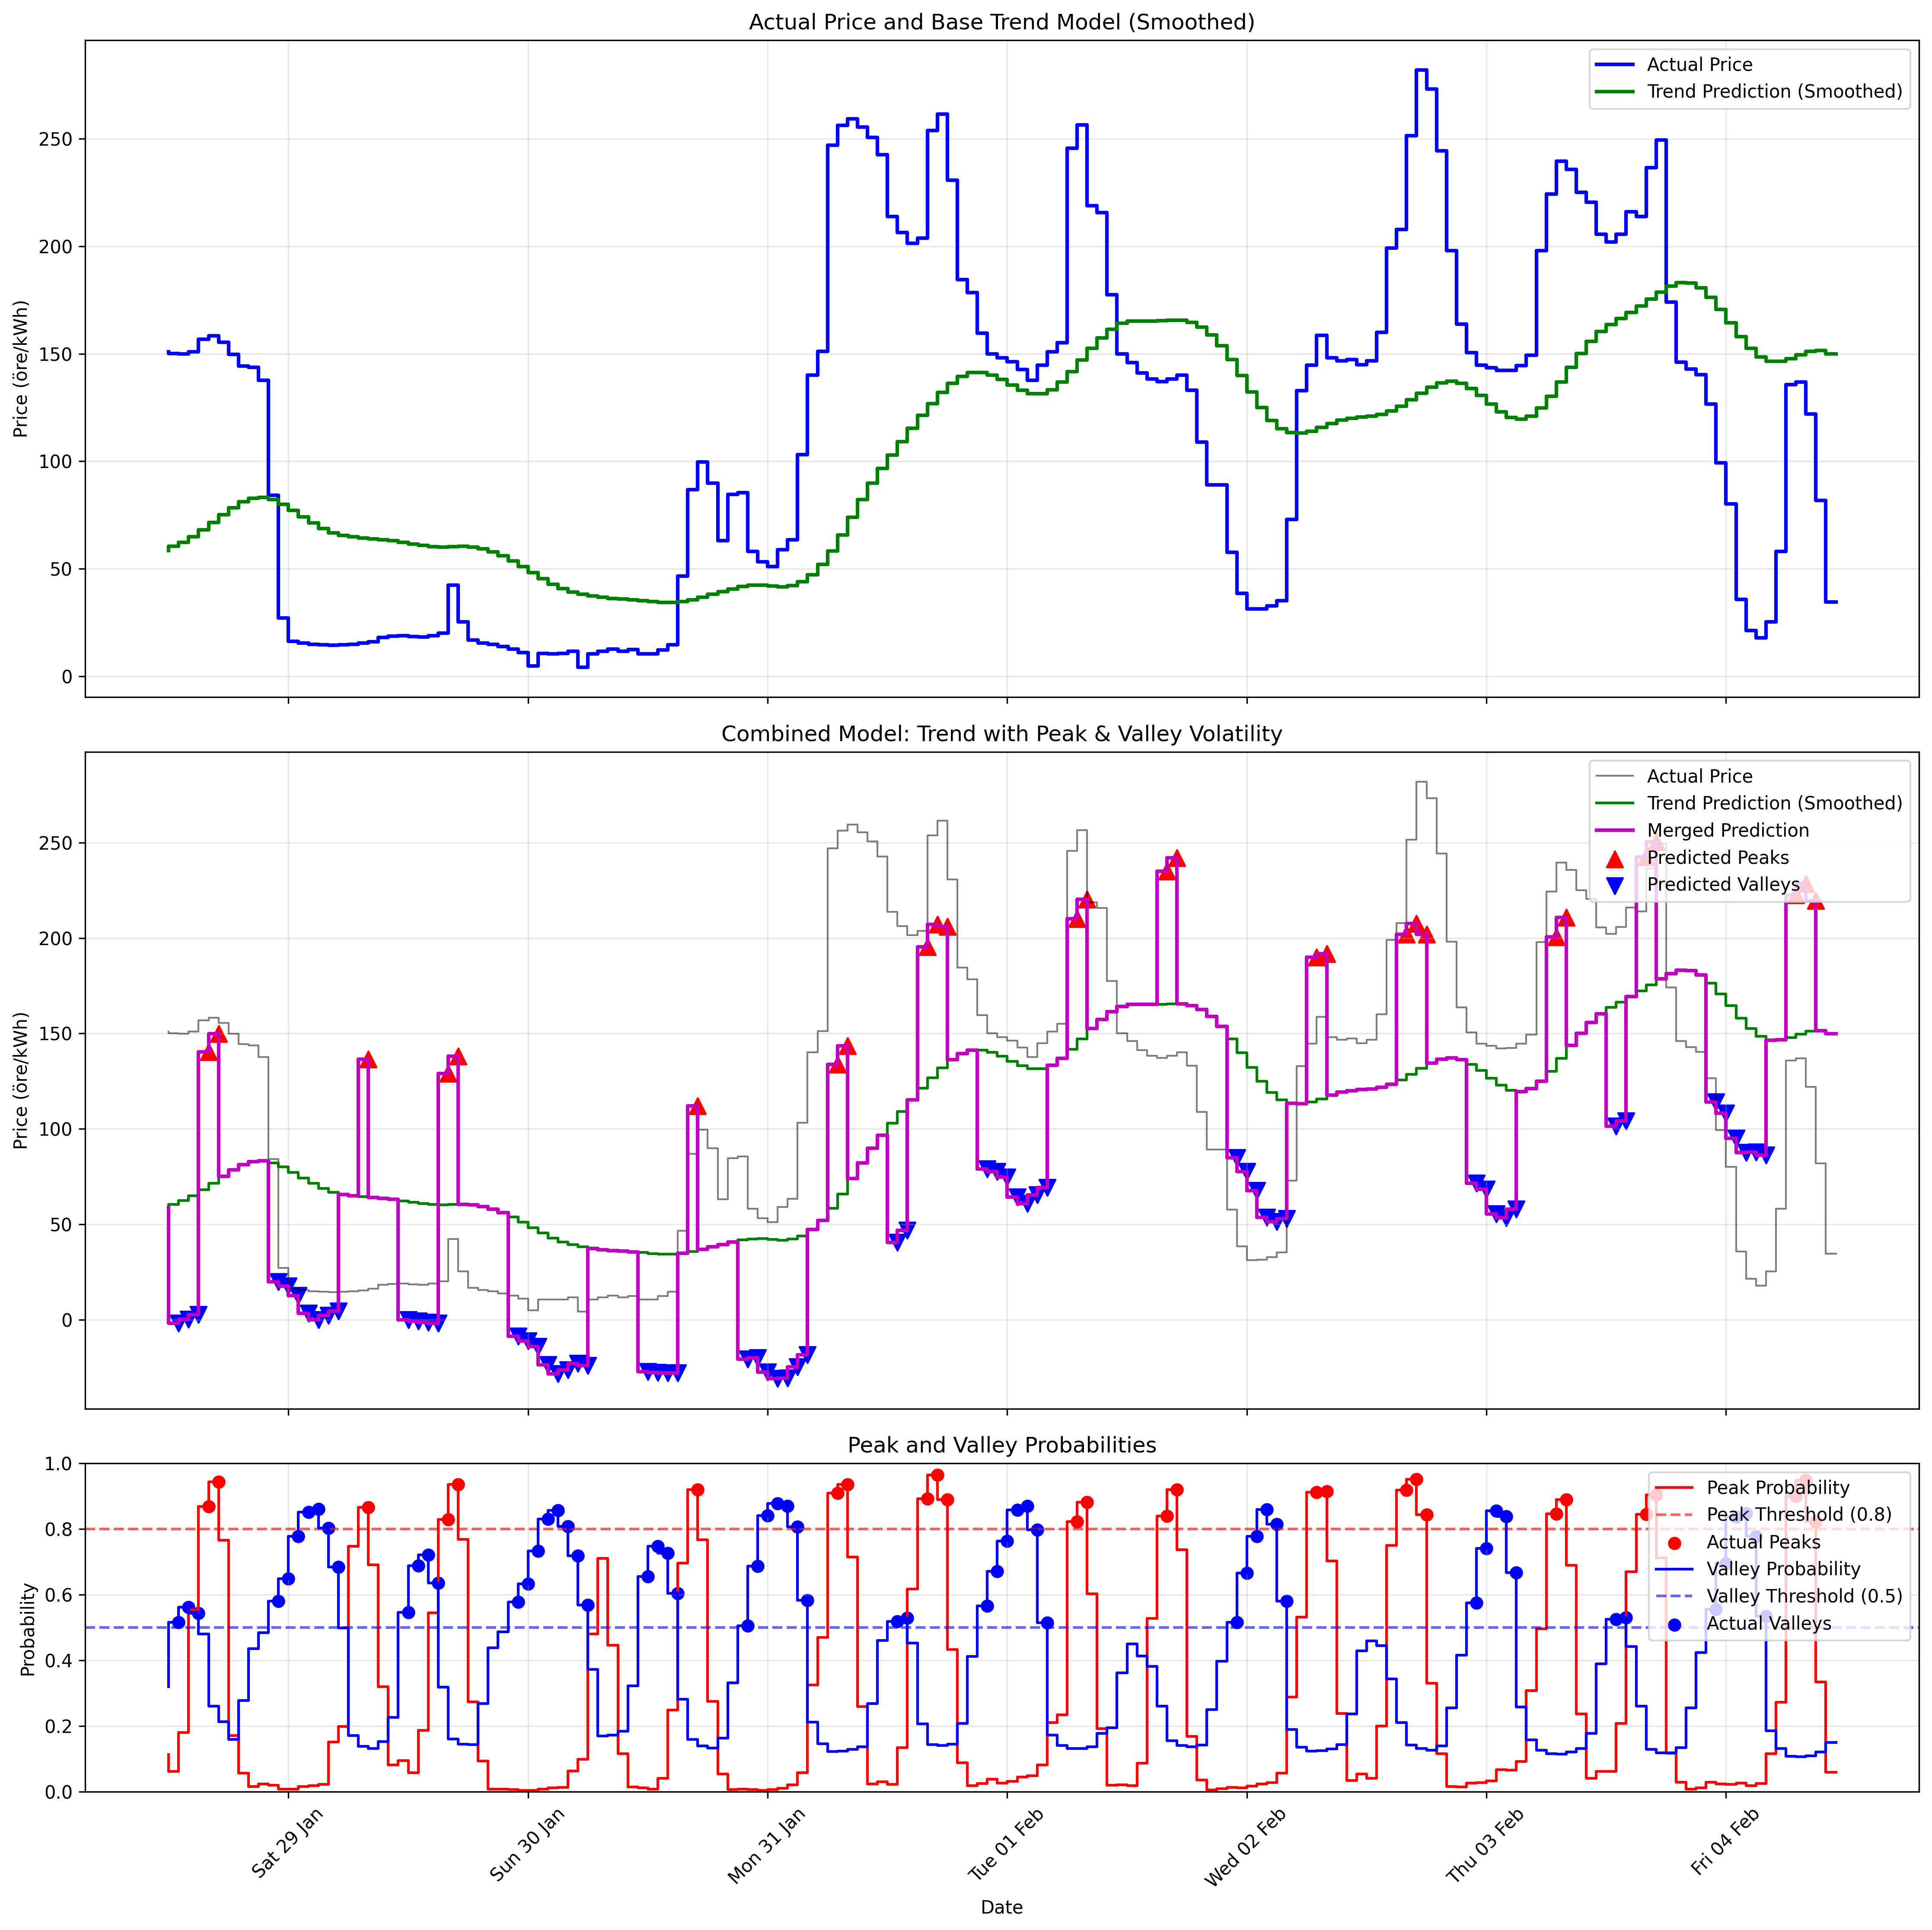 Actual Price and Base Trend Model (Smoothed)
Price (öre/kWh)
250
200
150
100
50
0
Actual Price
Trend Prediction (Smoothed)
Combined Model: Trend with Peak & Valley Volatility
Price (öre/kWh)
250
200
150
100
50
0
Actual Price
Trend Prediction (Smoothed)
Merged Prediction
Predicted Peaks
Predicted Valleys
Peak and Valley Probabilities
Probability
1.0
0.8
0.6
0.4
0.2
0.0
Peak Probability
Peak Threshold (0.8)
Actual Peaks
Valley Probability
Valley Threshold (0.5)
Actual Valleys
Sat 29 Jan
Sun 30 Jan
Mon 31 Jan
Tue 01 Feb
Wed 02 Feb
Thu 03 Feb
Fri 04 Feb
Date